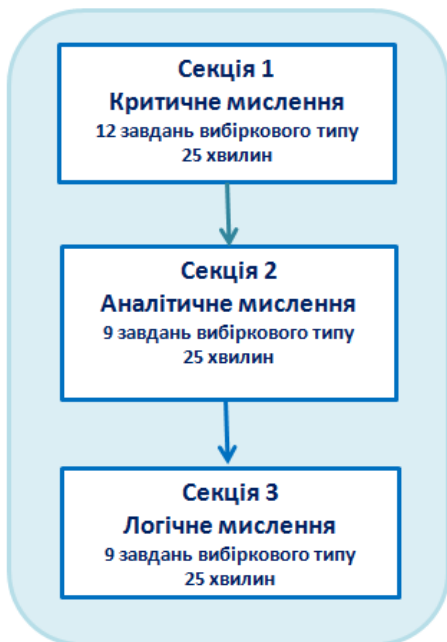 Секція 1
Критичне мислення
12 завдань вибіркового типу
25 хвилин
Секція 2
Аналітичне мислення
9 завдань вибіркового типу
25 хвилин
Секція 3
Логічне мислення
9 завдань вибіркового типу
25 хвилин